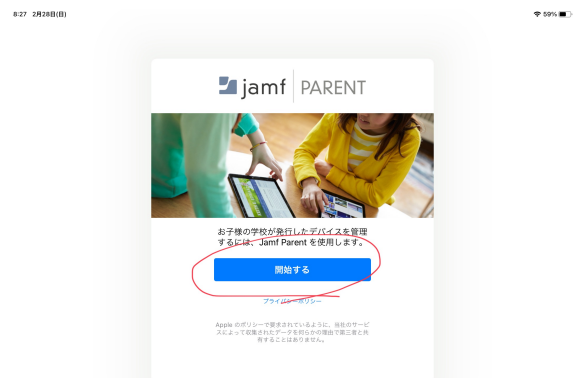 8:27 2月28日(日)
59%
jamf PARENT
お子様の学校が発行したデバイスを管理
するには、Jamf Parent を使用します。
開始する
プライバシーポリシー
Apple のポリシーで要求されているように、当社のサービ
スによって収集されたデータを何らかの理由で第三者と共
有することはありません。